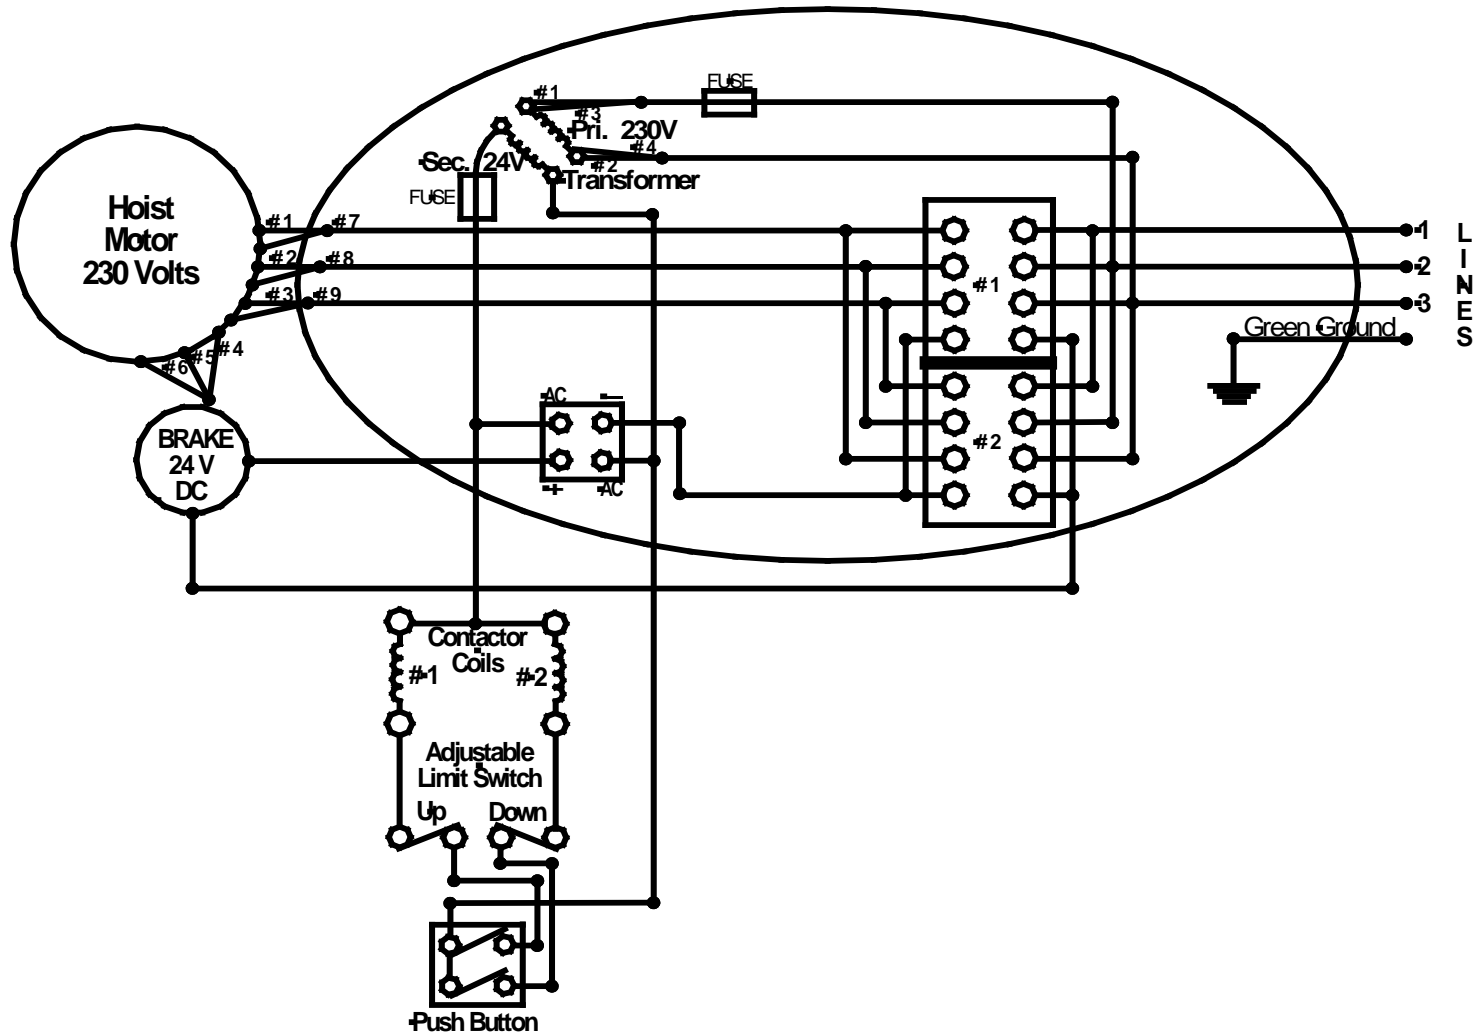 FUSE
#1
#3
Pri. 230V
#4
Sec. 24V
#2
Transformer
FUSE
Hoist
Motor
230 Volts
#1
#7
#2
#8
#3
#9
#4
#5
#6
#1
1
2
3
L
I
N
E
S
Green Ground
AC
–
BRAKE
24 V
DC
+
AC
#2
Contactor
Coils
#1
#2
Adjustable
Limit Switch
Up
Down
Push Button